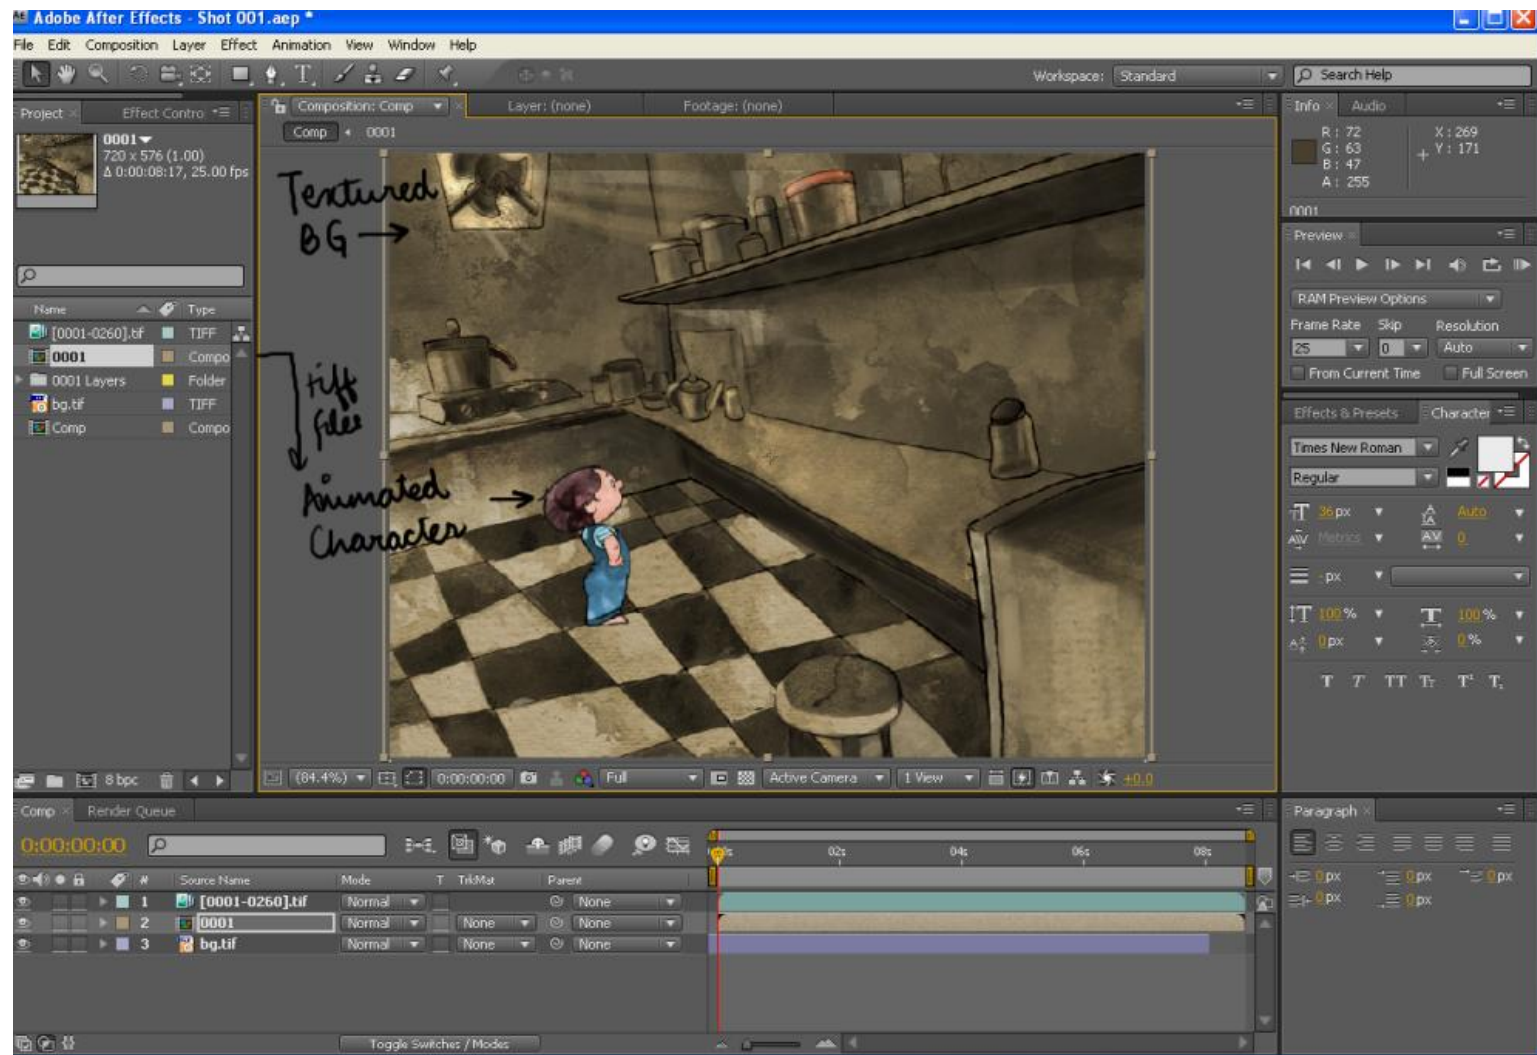 Adobe After Effects - Shot 001.aep *
File Edit Composition Layer Effect Animation View Window Help
Workspace: Standard
Search Help
Project
Effect Contro
Composition: Comp
Layer: (none)
Footage: (none)
Info
Audio
0001
720 x 576 (1.00)
Δ 0:00:08:17, 25.00 fps
Comp
0001
R : 72
G : 63
B : 47
A : 255
X : 269
Y : 171
0001
Textured
BG →
Preview
RAM Preview Options
Frame Rate Skip Resolution
25 0 Auto
From Current Time Full Screen
Name Type
[0001-0260].tif TIFF
0001 Compo
0001 Layers Folder
bg.tif TIFF
Comp Compo
tiff
files
Animated →
Character
Effects & Presets Character
Times New Roman
Regular
36 px Auto
Metrics 0
- px
100 % 100 %
0 px 0 %
T T TT Tr T¹ T,
8 bpc
(84.4%) 0:00:00:00 Full Active Camera 1 View +0.0
Comp Render Queue
Paragraph
0:00:00:00
02s 04s 06s 08s
# Source Name Mode T TrkMat Parent
1 [0001-0260].tif Normal None
2 0001 Normal None None
3 bg.tif Normal None None
0 px 0 px 0 px
0 px 0 px
Toggle Switches / Modes